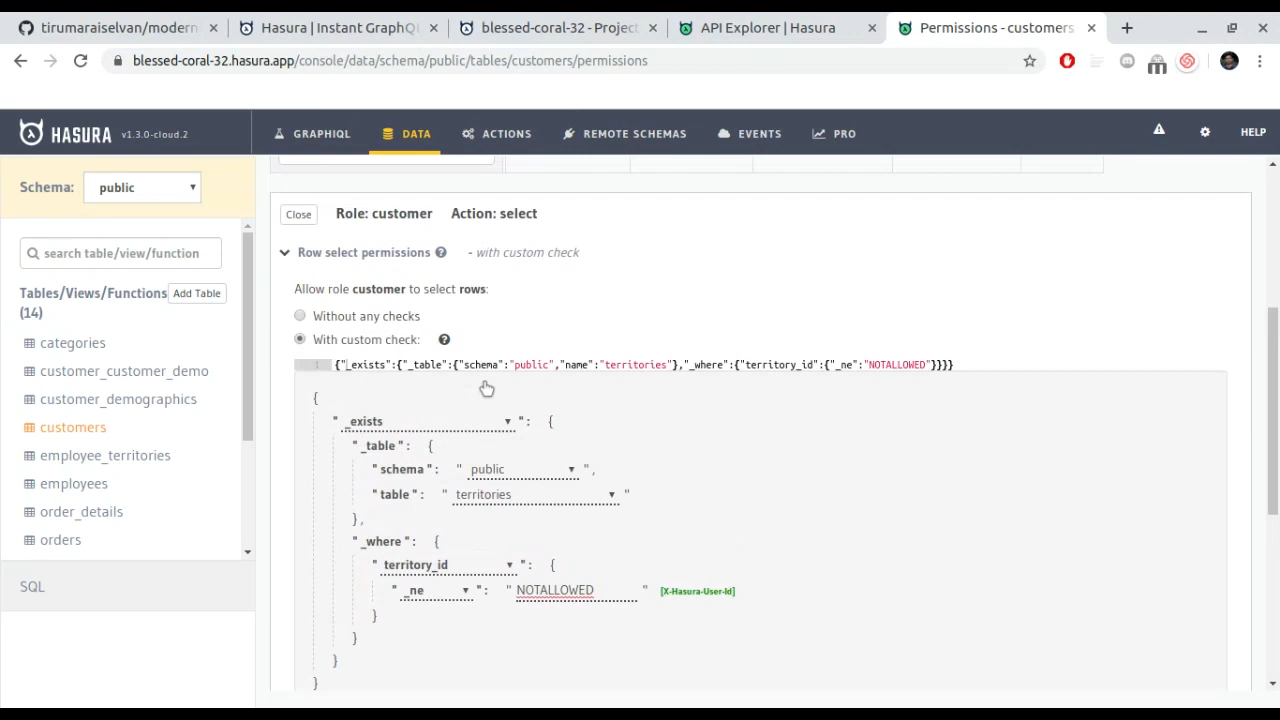 tirumaraiselvan/modern
Hasura | Instant GraphQL
blessed-coral-32 - Project
API Explorer | Hasura
Permissions - customers
blessed-coral-32.hasura.app/console/data/schema/public/tables/customers/permissions
HASURA v1.3.0-cloud.2
GRAPHIQL
DATA
ACTIONS
REMOTE SCHEMAS
EVENTS
PRO
HELP
Schema: public
search table/view/function
Tables/Views/Functions (14)
Add Table
categories
customer_customer_demo
customer_demographics
customers
employee_territories
employees
order_details
orders
SQL
Close Role: customer Action: select
Row select permissions - with custom check
Allow role customer to select rows:
Without any checks
With custom check:
1 {"_exists":{"_table":{"schema":"public","name":"territories"},"_where":{"territory_id":{"_ne":"NOTALLOWED"}}}}
{
" _exists ": {
" _table ": {
" schema ": " public ",
" table ": " territories "
},
" _where ": {
" territory_id ": {
" _ne ": " NOTALLOWED " [X-Hasura-User-Id]
}
}
}
}